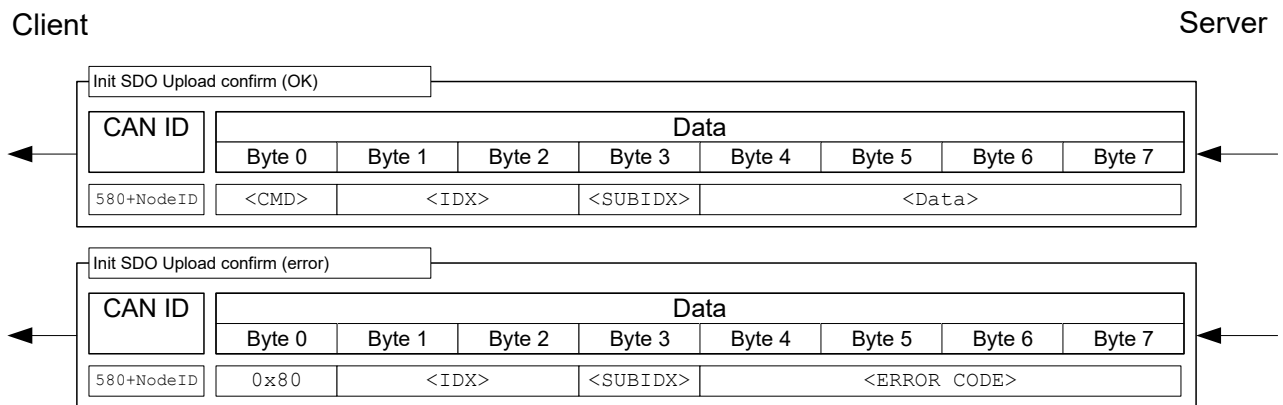 Client Server
Init SDO Upload confirm (OK)
CAN ID Data
Byte 0 Byte 1 Byte 2 Byte 3 Byte 4 Byte 5 Byte 6 Byte 7
580+NodeID <CMD> <IDX> <SUBIDX> <Data>
Init SDO Upload confirm (error)
CAN ID Data
Byte 0 Byte 1 Byte 2 Byte 3 Byte 4 Byte 5 Byte 6 Byte 7
580+NodeID 0x80 <IDX> <SUBIDX> <ERROR CODE>